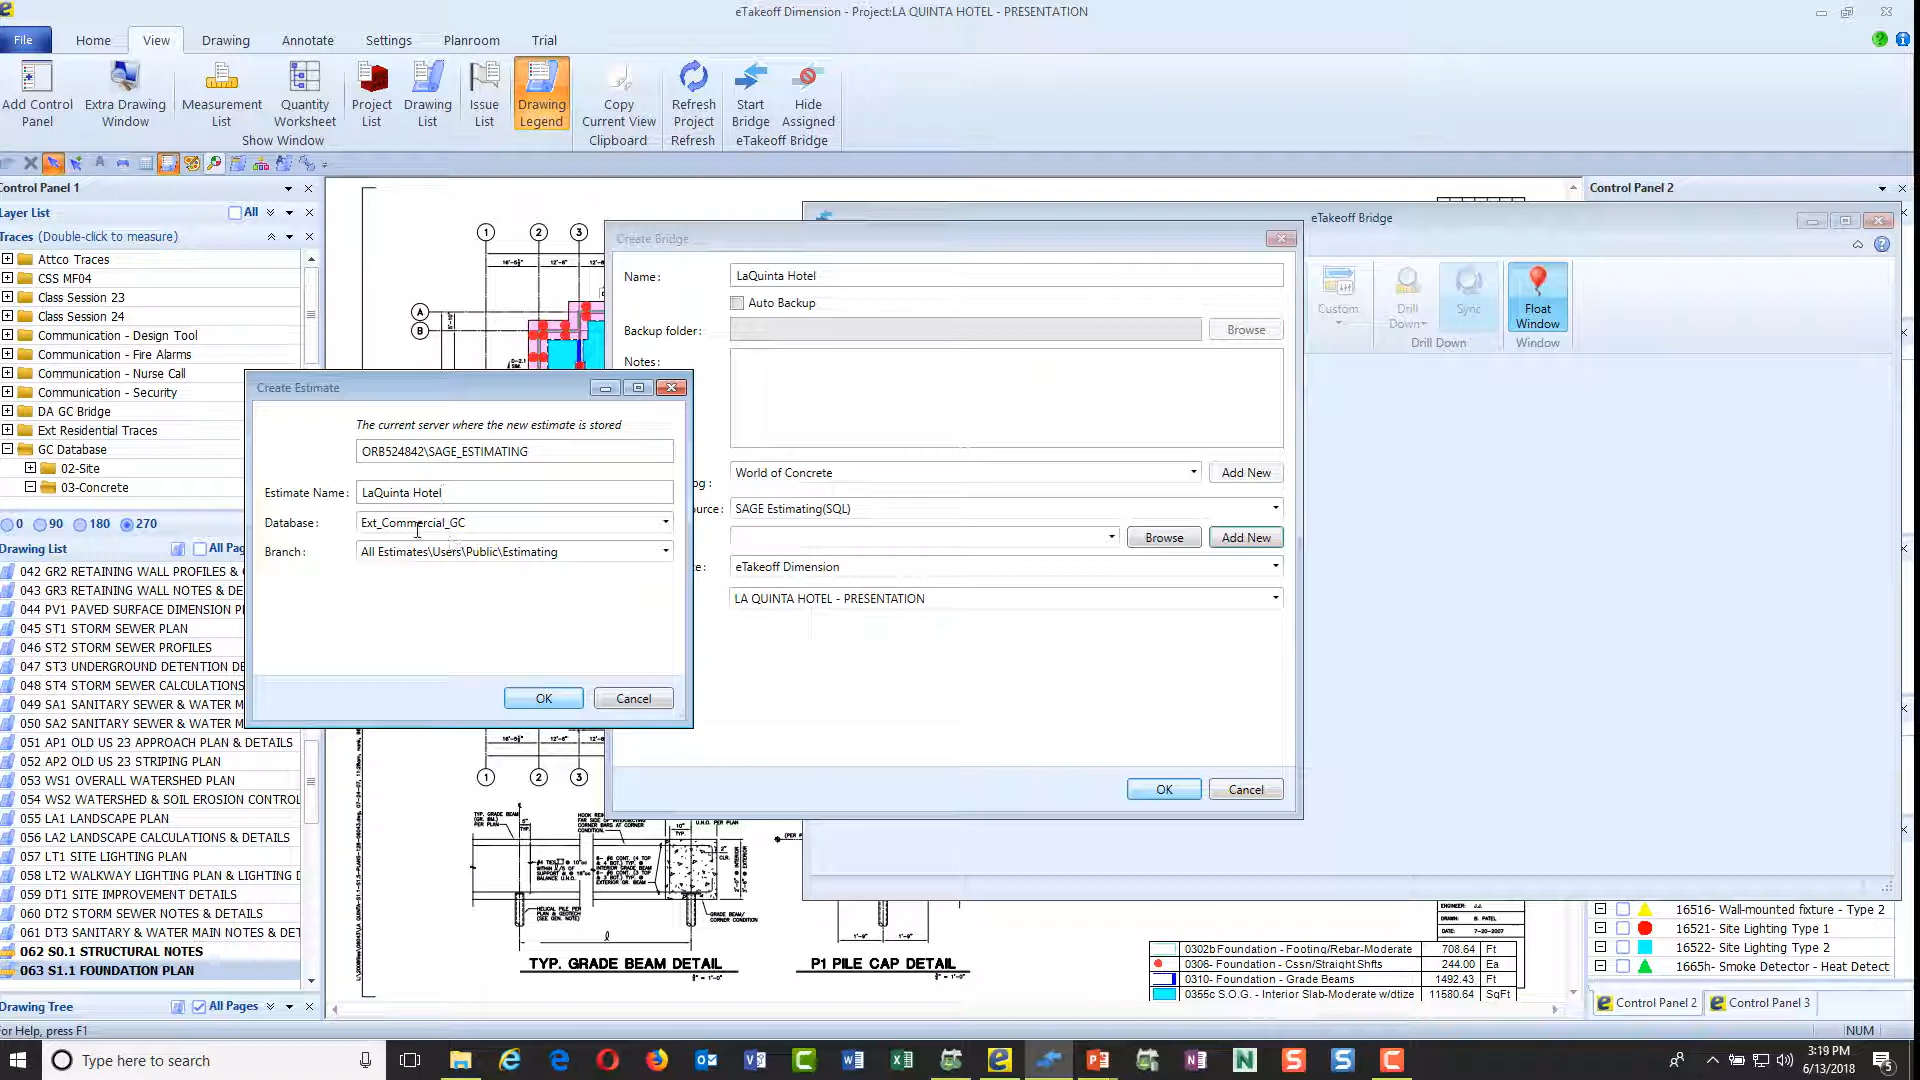 eTakeoff Dimension - Project:LA QUINTA HOTEL - PRESENTATION
File
Home
View
Drawing
Annotate
Settings
Planroom
Trial
Add Control Panel
Extra Drawing Window
Measurement List
Quantity Worksheet
Project List
Drawing List
Issue List
Drawing Legend
Copy Current View
Refresh Project
Start Bridge
Hide Assigned
Show Window
Clipboard
Refresh
eTakeoff Bridge
Control Panel 1
Layer List
All
Traces (Double-click to measure)
Attco Traces
CSS MF04
Class Session 23
Class Session 24
Communication - Design Tool
Communication - Fire Alarms
Communication - Nurse Call
Communication - Security
DA GC Bridge
Ext Residential Traces
GC Database
02-Site
03-Concrete
0
90
180
270
Drawing List
All Pag
042 GR2 RETAINING WALL PROFILES &
043 GR3 RETAINING WALL NOTES & DE
044 PV1 PAVED SURFACE DIMENSION P
045 ST1 STORM SEWER PLAN
046 ST2 STORM SEWER PROFILES
047 ST3 UNDERGROUND DETENTION DE
048 ST4 STORM SEWER CALCULATIONS
049 SA1 SANITARY SEWER & WATER M
050 SA2 SANITARY SEWER & WATER M
051 AP1 OLD US 23 APPROACH PLAN & DETAILS
052 AP2 OLD US 23 STRIPING PLAN
053 WS1 OVERALL WATERSHED PLAN
054 WS2 WATERSHED & SOIL EROSION CONTROL
055 LA1 LANDSCAPE PLAN
056 LA2 LANDSCAPE CALCULATIONS & DETAILS
057 LT1 SITE LIGHTING PLAN
058 LT2 WALKWAY LIGHTING PLAN & LIGHTING D
059 DT1 SITE IMPROVEMENT DETAILS
060 DT2 STORM SEWER NOTES & DETAILS
061 DT3 SANITARY & WATER MAIN NOTES & DET
062 S0.1 STRUCTURAL NOTES
063 S1.1 FOUNDATION PLAN
Drawing Tree
All Pages
For Help, press F1
Create Estimate
The current server where the new estimate is stored
ORB524842\SAGE_ESTIMATING
Estimate Name: LaQuinta Hotel
Database: Ext_Commercial_GC
Branch: All Estimates\Users\Public\Estimating
OK
Cancel
Create Bridge
Name: LaQuinta Hotel
Auto Backup
Backup folder:
Browse
Notes:
World of Concrete
Add New
SAGE Estimating(SQL)
Browse
Add New
eTakeoff Dimension
LA QUINTA HOTEL - PRESENTATION
OK
Cancel
eTakeoff Bridge
Custom
Drill Down
Sync
Float Window
Drill Down
Window
Control Panel 2
1
2
3
A
B
1
2
3
TYP. GRADE BEAM DETAIL
P1 PILE CAP DETAIL
0302b Foundation - Footing/Rebar-Moderate 708.64 Ft
0306- Foundation - Cssn/Straight Shfts 244.00 Ea
0310- Foundation - Grade Beams 1492.43 Ft
0355c S.O.G. - Interior Slab-Moderate w/dtize 11580.64 SqFt
16516- Wall-mounted fixture - Type 2
16521- Site Lighting Type 1
16522- Site Lighting Type 2
1665h- Smoke Detector - Heat Detect
Control Panel 2
Control Panel 3
NUM
Type here to search
3:19 PM
6/13/2018
5